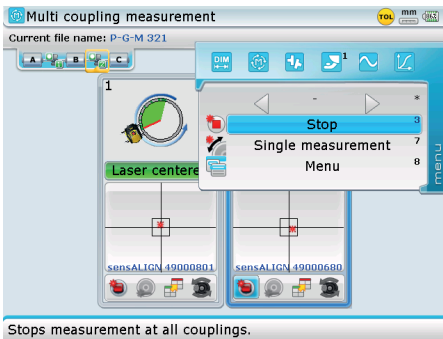 Multi coupling measurement
TOL mm
Current file name: P-G-M 321
A B C
DIM 1
1
- *
Stop 3
Single measurement 7
Menu 8
menu
Laser centere
sensALIGN 49000801
sensALIGN 49000680
Stops measurement at all couplings.